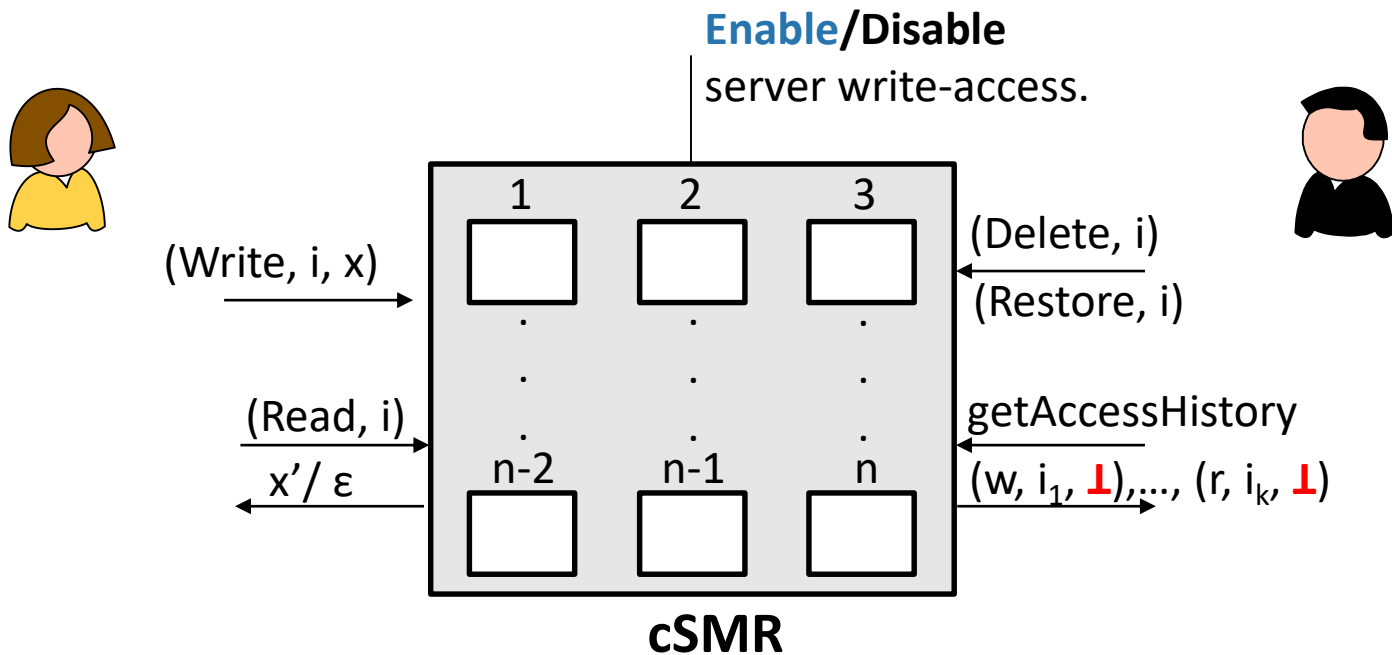 Enable/Disable
server write-access.
1 2 3
(Write, i, x)
(Delete, i)
(Restore, i)
. . .
. . .
(Read, i)
getAccessHistory
. . .
x’/ ε
n-2 n-1 n
(w, i₁, ⊥),…, (r, iₖ, ⊥)
cSMR